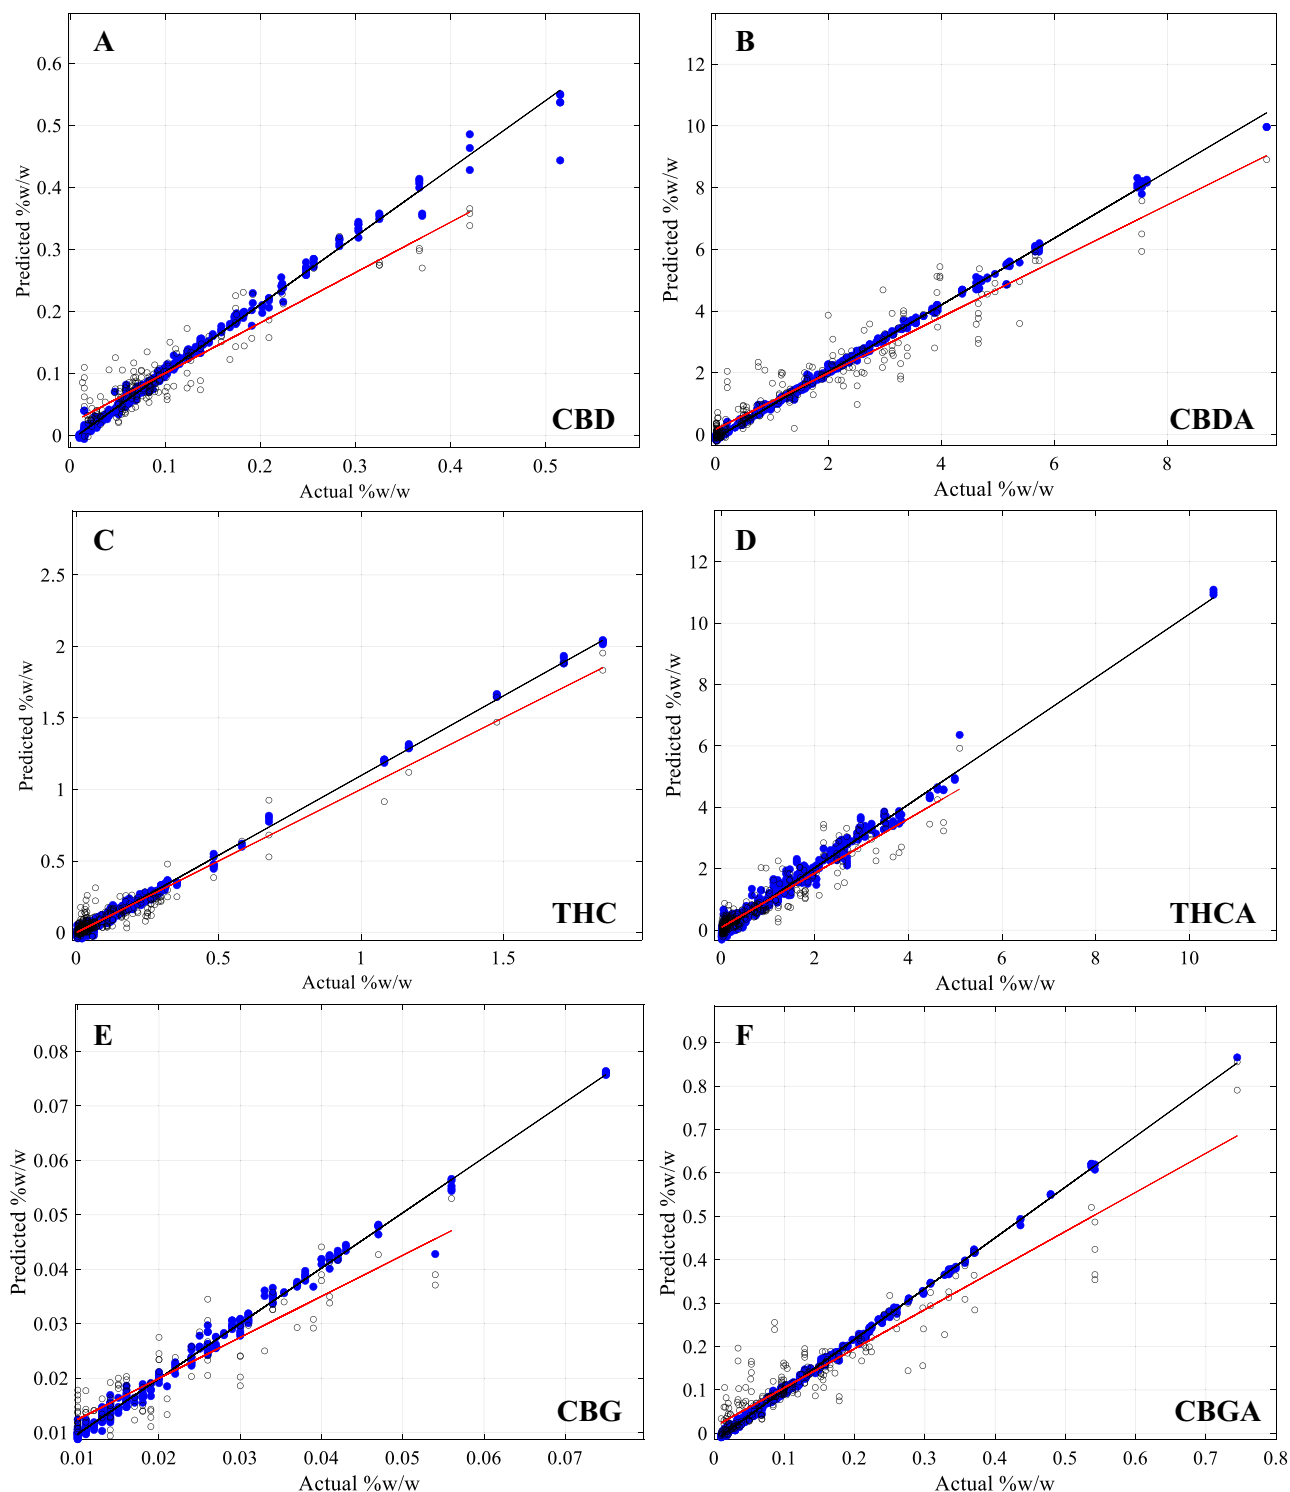 A
0.6
0.5
0.4
0.3
0.2
0.1
0
Predicted %w/w
CBD
0 0.1 0.2 0.3 0.4 0.5
Actual %w/w
B
12
10
8
6
4
2
0
Predicted %w/w
CBDA
0 2 4 6 8
Actual %w/w
C
2.5
2
1.5
1
0.5
0
Predicted %w/w
THC
0 0.5 1 1.5
Actual %w/w
D
12
10
8
6
4
2
0
Predicted %w/w
THCA
0 2 4 6 8 10
Actual %w/w
E
0.08
0.07
0.06
0.05
0.04
0.03
0.02
0.01
Predicted %w/w
CBG
0.01 0.02 0.03 0.04 0.05 0.06 0.07
Actual %w/w
F
0.9
0.8
0.7
0.6
0.5
0.4
0.3
0.2
0.1
0
Predicted %w/w
CBGA
0 0.1 0.2 0.3 0.4 0.5 0.6 0.7 0.8
Actual %w/w